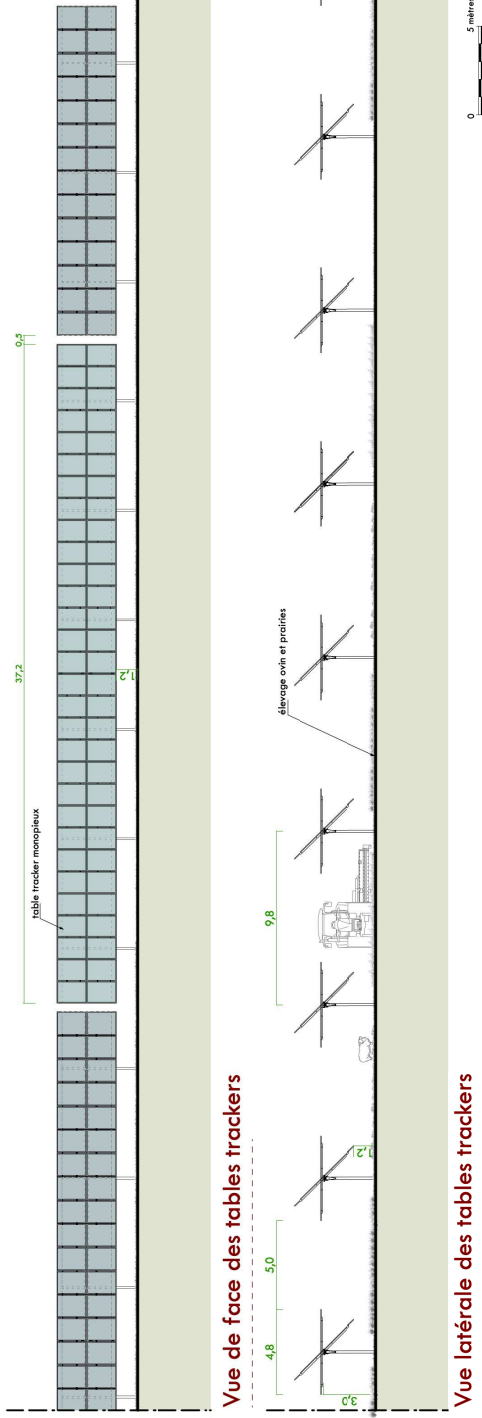 37,2
0,5
table tracker monopieux
1,2
Vue de face des tables trackers
élevage ovin et prairies
9,8
4,8
5,0
3,0
1,2
Vue latérale des tables trackers
0
5 mètres